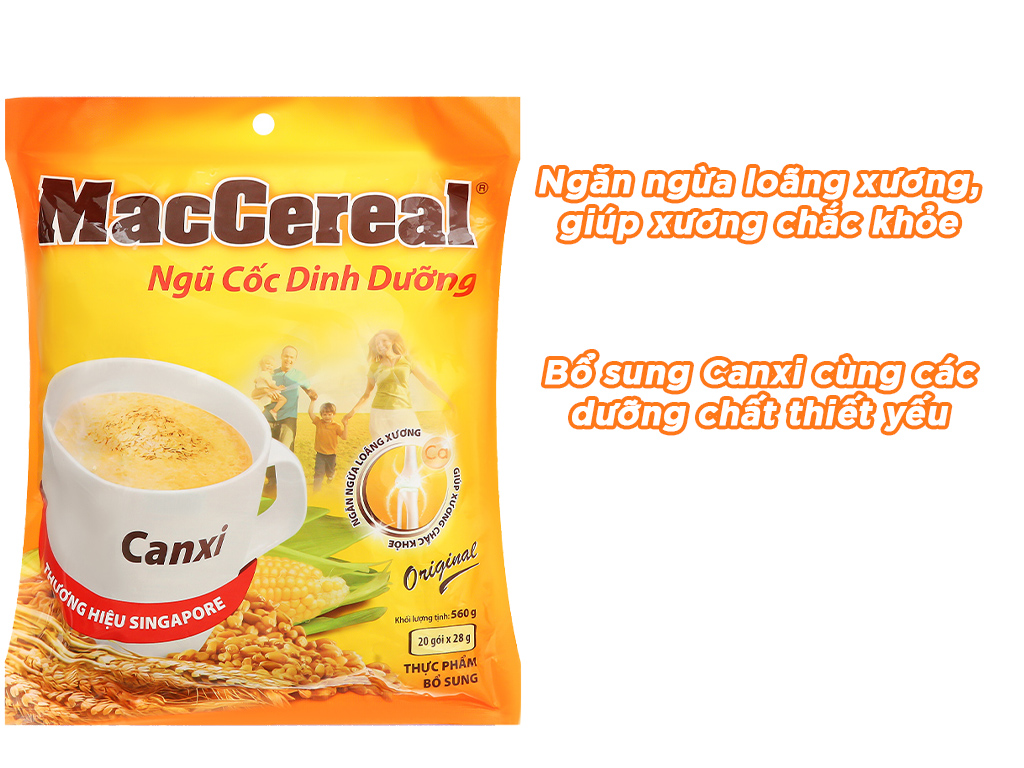 MacCereal®
Ngũ Cốc Dinh Dưỡng
NGĂN NGỪA LOÃNG XƯƠNG
GIÚP XƯƠNG CHẮC KHỎE
Ca
Canxi
THƯƠNG HIỆU SINGAPORE
Original
Khối lượng tịnh: 560 g
20 gói x 28 g
THỰC PHẨM
BỔ SUNG
Ngăn ngừa loãng xương,
giúp xương chắc khỏe
Bổ sung Canxi cùng các
dưỡng chất thiết yếu